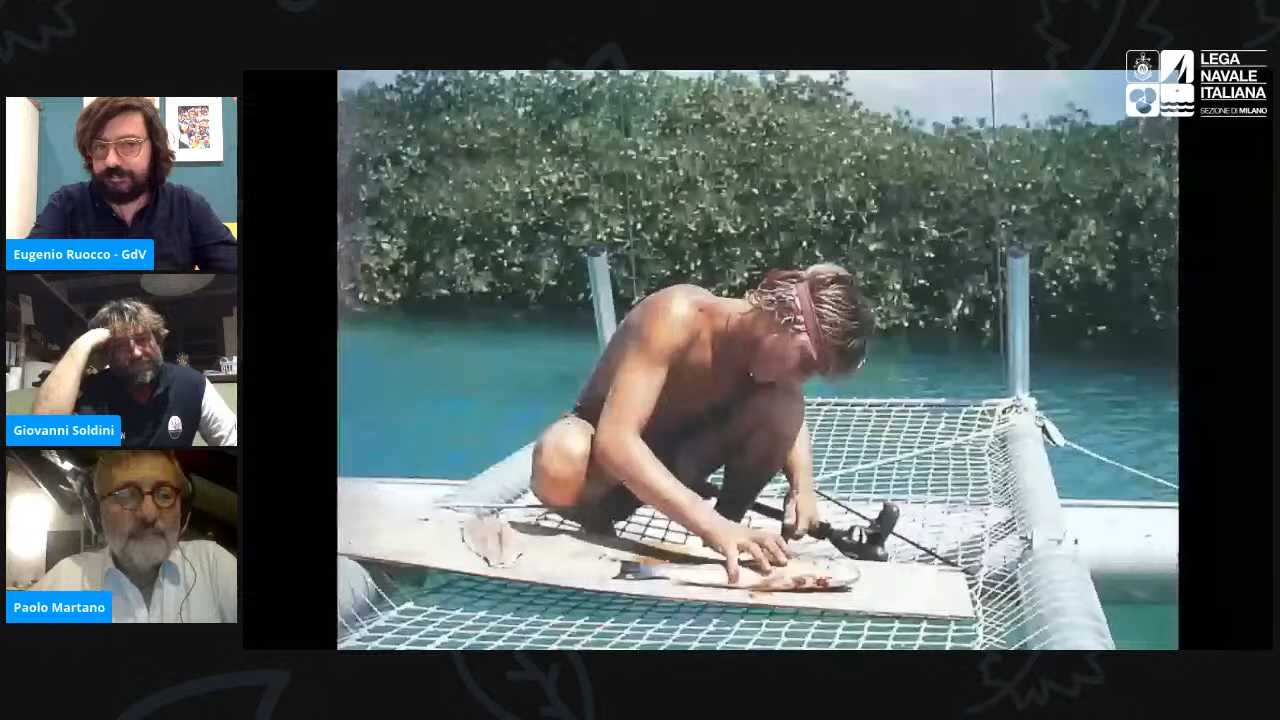 LEGA
NAVALE
ITALIANA
SEZIONE DI MILANO
Eugenio Ruocco - GdV
Giovanni Soldini
Paolo Martano